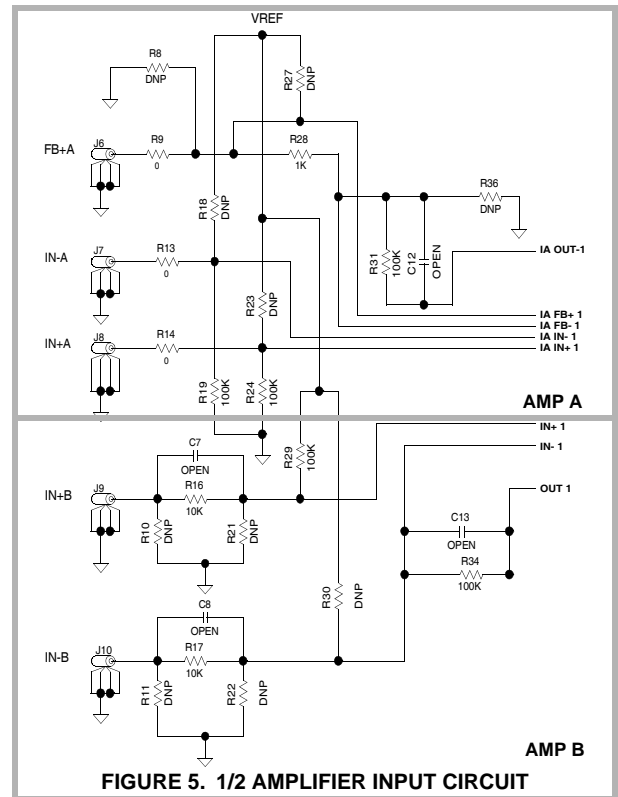 VREF
R8
DNP
R27
DNP
FB+A
J6
R9
0
R28
1K
R36
DNP
R18
DNP
IN-A
J7
R13
0
R31
100K
C12
OPEN
IA OUT-1
R23
DNP
IA FB+ 1
IA FB- 1
IA IN- 1
IA IN+ 1
IN+A
J8
R14
0
R19
100K
R24
100K
AMP A
IN+ 1
IN- 1
OUT 1
R29
100K
C7
OPEN
IN+B
J9
R16
10K
R10
DNP
R21
DNP
C13
OPEN
R34
100K
R30
DNP
C8
OPEN
IN-B
J10
R17
10K
R11
DNP
R22
DNP
AMP B
FIGURE 5. 1/2 AMPLIFIER INPUT CIRCUIT